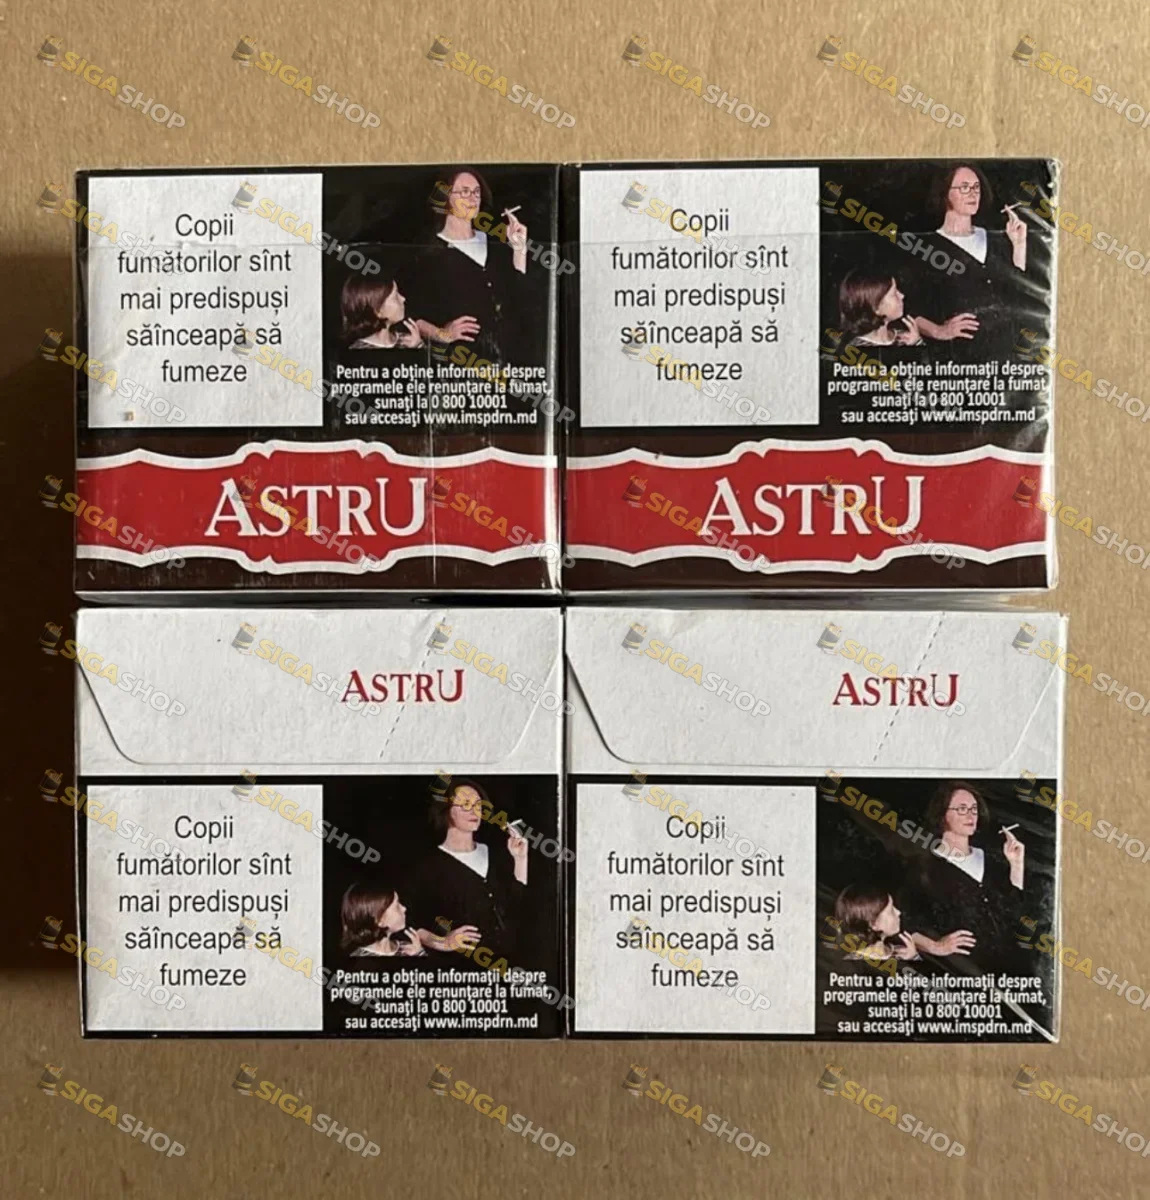 Copii
fumătorilor sînt
mai predispuși
săînceapă să
fumeze
Pentru a obține informații despre
programele ele renunțare la fumat,
sunați la 0 800 10001
sau accesați www.imspdrn.md
ASTRU
Copii
fumătorilor sînt
mai predispuși
săînceapă să
fumeze
Pentru a obține informații despre
programele ele renunțare la fumat,
sunați la 0 800 10001
sau accesați www.imspdrn.md
ASTRU
ASTRU
Copii
fumătorilor sînt
mai predispuși
săînceapă să
fumeze
Pentru a obține informații despre
programele ele renunțare la fumat,
sunați la 0 800 10001
sau accesați www.imspdrn.md
ASTRU
Copii
fumătorilor sînt
mai predispuși
săînceapă să
fumeze
Pentru a obține informații despre
programele ele renunțare la fumat,
sunați la 0 800 10001
sau accesați www.imspdrn.md
SIGASHOP